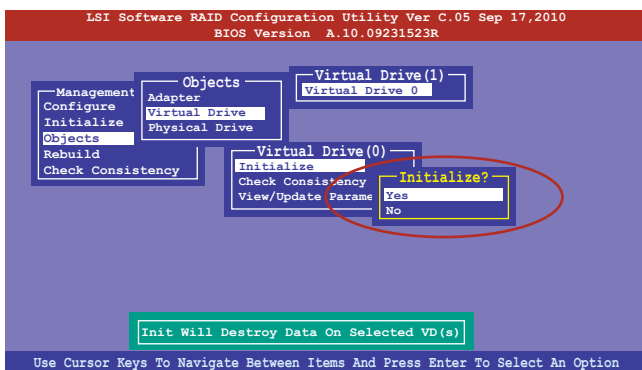 LSI Software RAID Configuration Utility Ver C.05 Sep 17,2010
BIOS Version A.10.09231523R
Management
Configure
Initialize
Objects
Rebuild
Check Consistency
Objects
Adapter
Virtual Drive
Physical Drive
Virtual Drive(1)
Virtual Drive 0
Virtual Drive(0)
Initialize
Check Consistency
View/Update Parame
Initialize?
Yes
No
Init Will Destroy Data On Selected VD(s)
Use Cursor Keys To Navigate Between Items And Press Enter To Select An Option